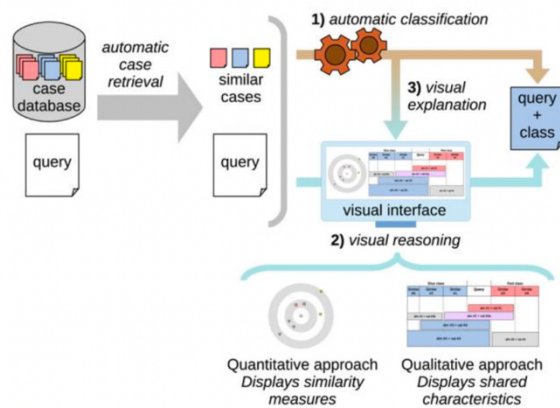 automatic
case
retrieval
case
database
query
similar
cases
query
1) automatic classification
3) visual
explanation
query
+
class
visual interface
2) visual reasoning
Quantitative approach
Displays similarity
measures
Qualitative approach
Displays shared
characteristics